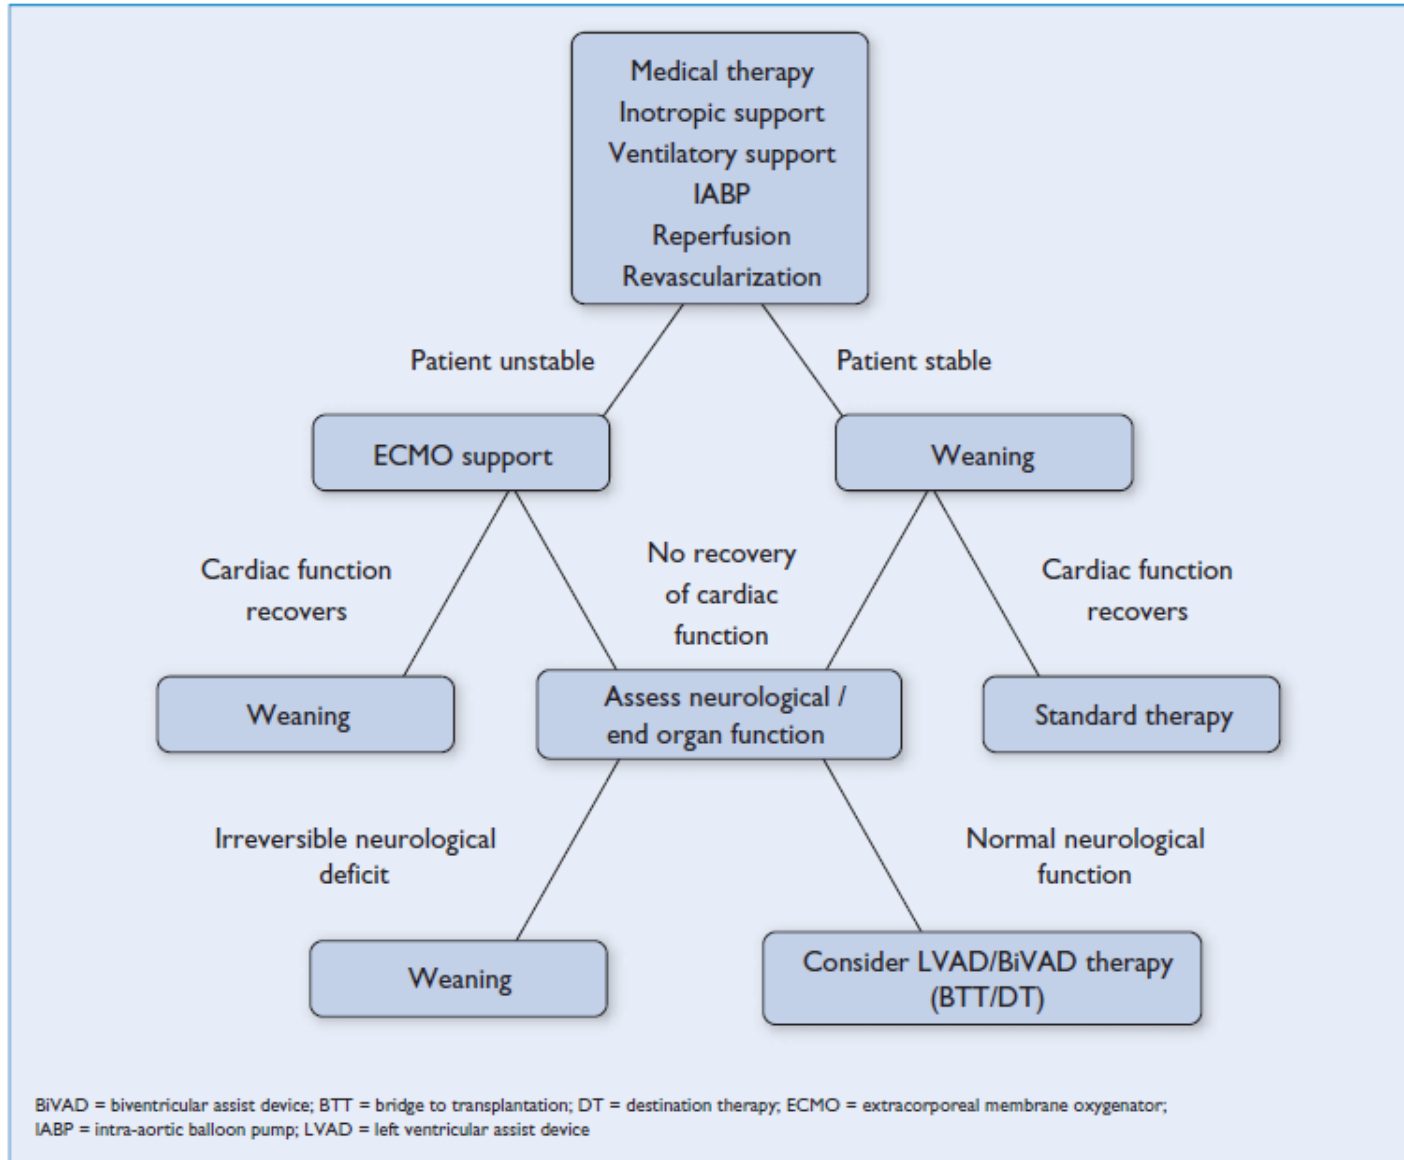 Medical therapy
Inotropic support
Ventilatory support
IABP
Reperfusion
Revascularization
Patient unstable
Patient stable
ECMO support
Weaning
Cardiac function
recovers
No recovery
of cardiac
function
Cardiac function
recovers
Weaning
Assess neurological /
end organ function
Standard therapy
Irreversible neurological
deficit
Normal neurological
function
Weaning
Consider LVAD/BiVAD therapy
(BTT/DT)
BiVAD = biventricular assist device; BTT = bridge to transplantation; DT = destination therapy; ECMO = extracorporeal membrane oxygenator;
IABP = intra-aortic balloon pump; LVAD = left ventricular assist device